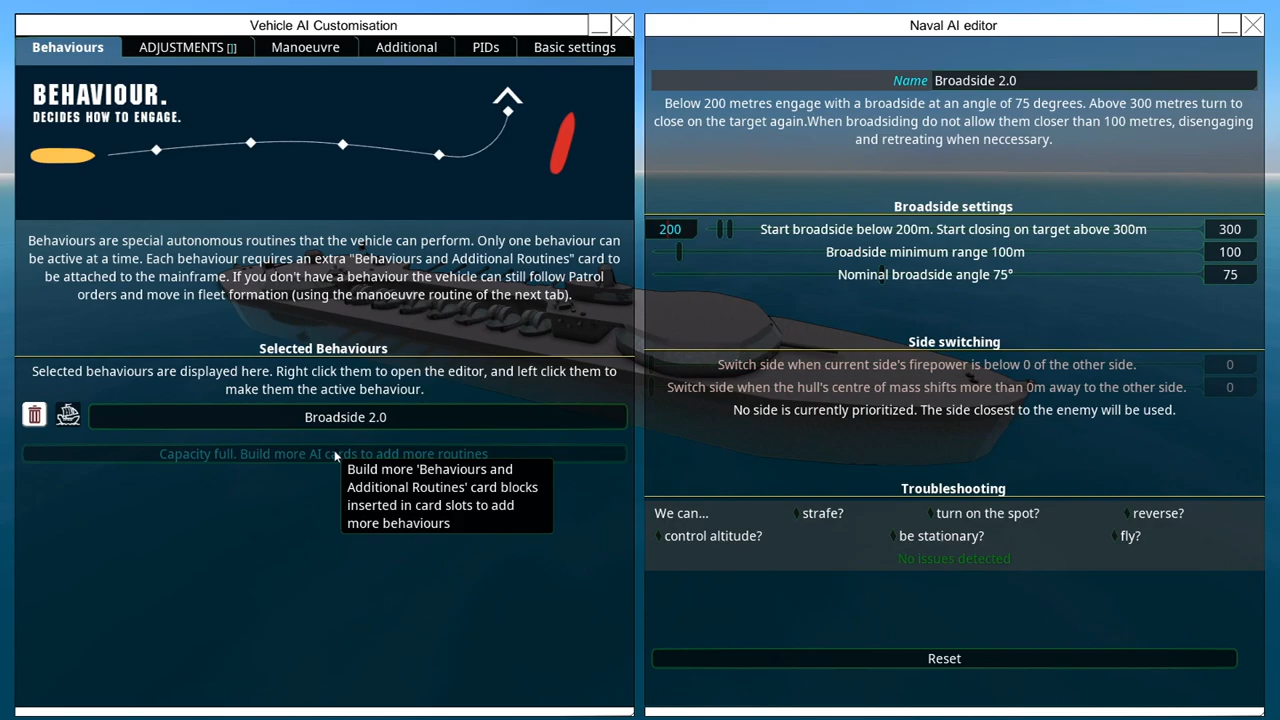 Vehicle AI Customisation
Behaviours
ADJUSTMENTS []
Manoeuvre
Additional
PIDs
Basic settings
BEHAVIOUR.
DECIDES HOW TO ENGAGE.
Behaviours are special autonomous routines that the vehicle can perform. Only one behaviour can
be active at a time. Each behaviour requires an extra "Behaviours and Additional Routines" card to
be attached to the mainframe. If you don't have a behaviour the vehicle can still follow Patrol
orders and move in fleet formation (using the manoeuvre routine of the next tab).
Selected Behaviours
Selected behaviours are displayed here. Right click them to open the editor, and left click them to
make them the active behaviour.
Broadside 2.0
Capacity full. Build more AI cards to add more routines
Build more 'Behaviours and
Additional Routines' card blocks
inserted in card slots to add
more behaviours
Naval AI editor
Name Broadside 2.0
Below 200 metres engage with a broadside at an angle of 75 degrees. Above 300 metres turn to
close on the target again.When broadsiding do not allow them closer than 100 metres, disengaging
and retreating when neccessary.
Broadside settings
200 Start broadside below 200m. Start closing on target above 300m 300
Broadside minimum range 100m 100
Nominal broadside angle 75° 75
Side switching
Switch side when current side's firepower is below 0 of the other side. 0
Switch side when the hull's centre of mass shifts more than 0m away to the other side. 0
No side is currently prioritized. The side closest to the enemy will be used.
Troubleshooting
We can... strafe? turn on the spot? reverse?
control altitude? be stationary? fly?
No issues detected
Reset